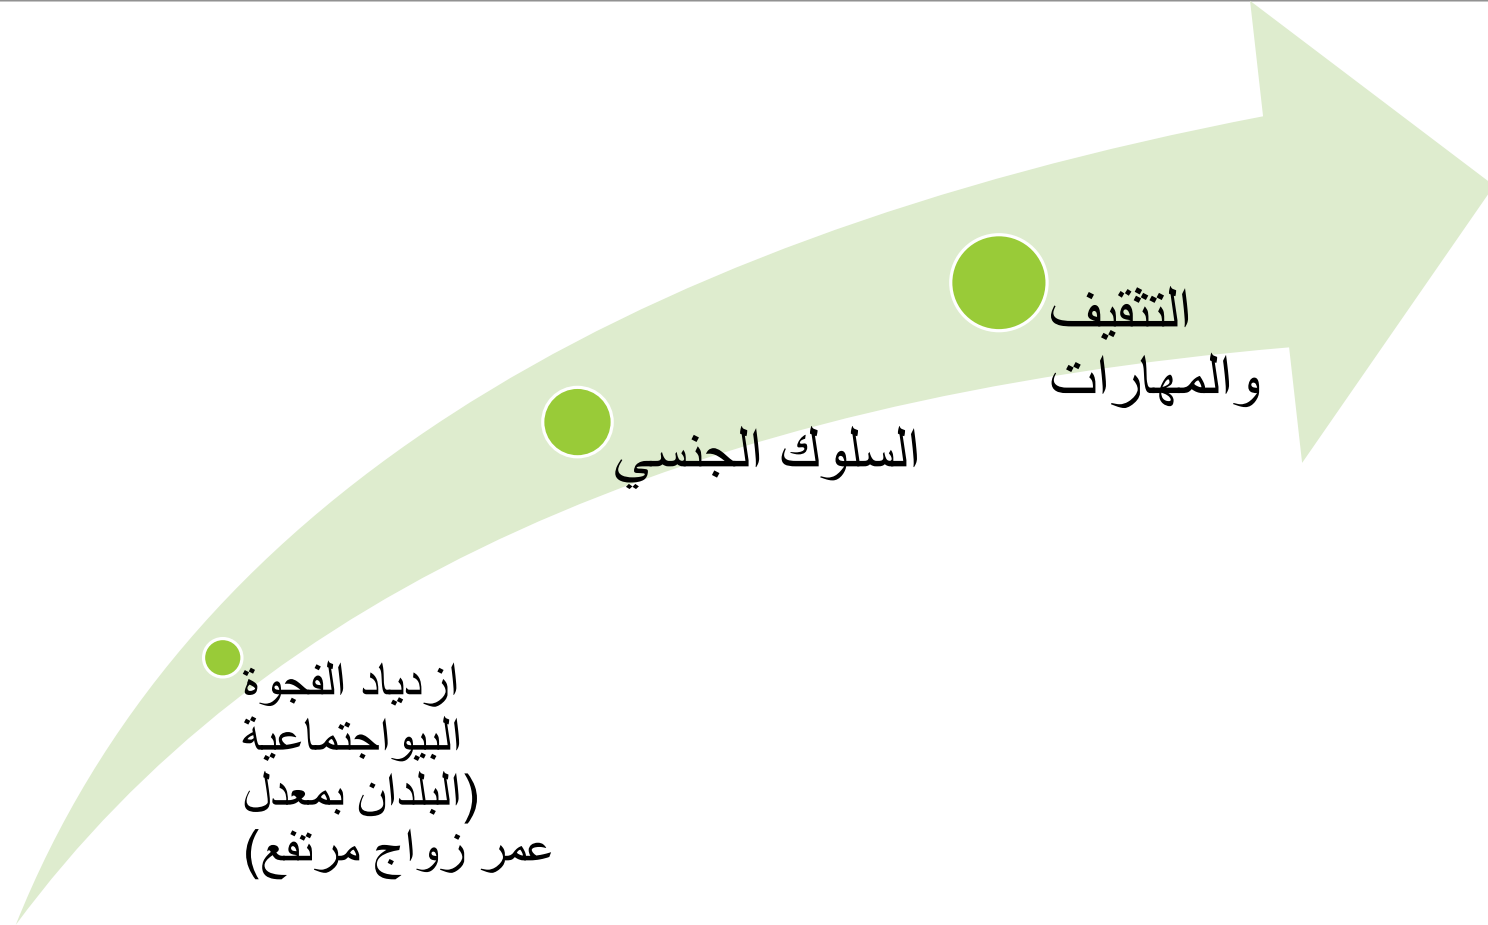 التثقيف
والمهارات
السلوك الجنسي
ازدياد الفجوة
البيواجتماعية
(البلدان بمعدل
عمر زواج مرتفع)